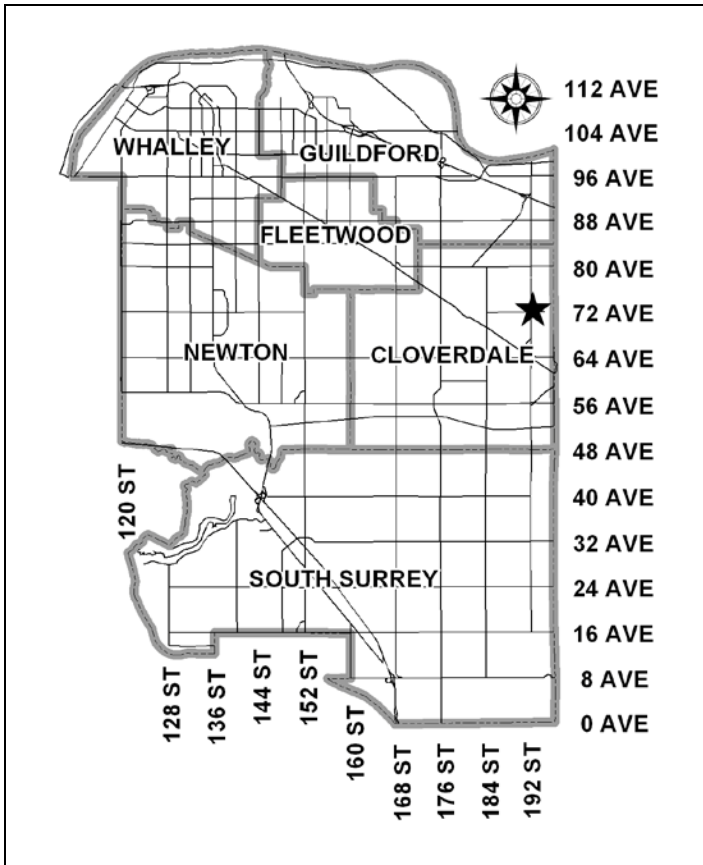 112 AVE
104 AVE
WHALLEY
GUILDFORD
96 AVE
88 AVE
FLEETWOOD
80 AVE
72 AVE
NEWTON
CLOVERDALE
64 AVE
56 AVE
48 AVE
120 ST
40 AVE
32 AVE
SOUTH SURREY
24 AVE
16 AVE
8 AVE
0 AVE
128 ST
136 ST
144 ST
152 ST
160 ST
168 ST
176 ST
184 ST
192 ST